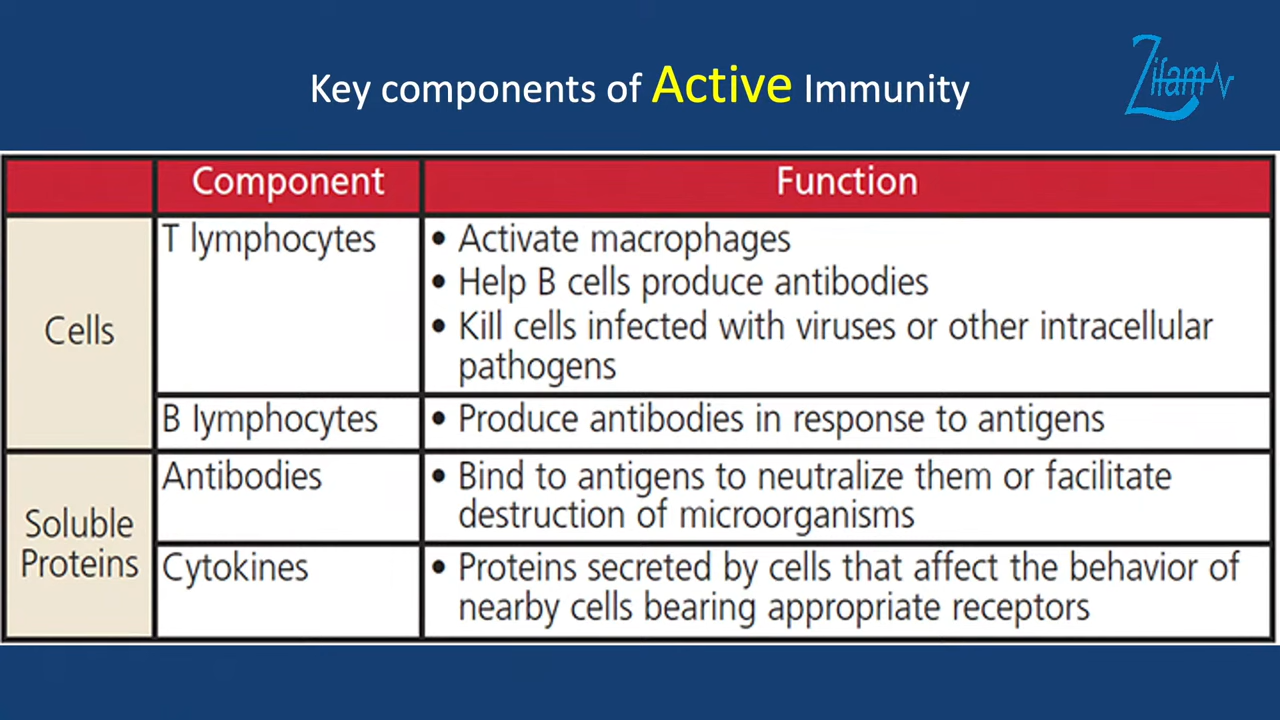 Key components of Active Immunity
Zifam
Component
Function
Cells
T lymphocytes
• Activate macrophages
• Help B cells produce antibodies
• Kill cells infected with viruses or other intracellular
pathogens
B lymphocytes
• Produce antibodies in response to antigens
Soluble
Proteins
Antibodies
• Bind to antigens to neutralize them or facilitate
destruction of microorganisms
Cytokines
• Proteins secreted by cells that affect the behavior of
nearby cells bearing appropriate receptors